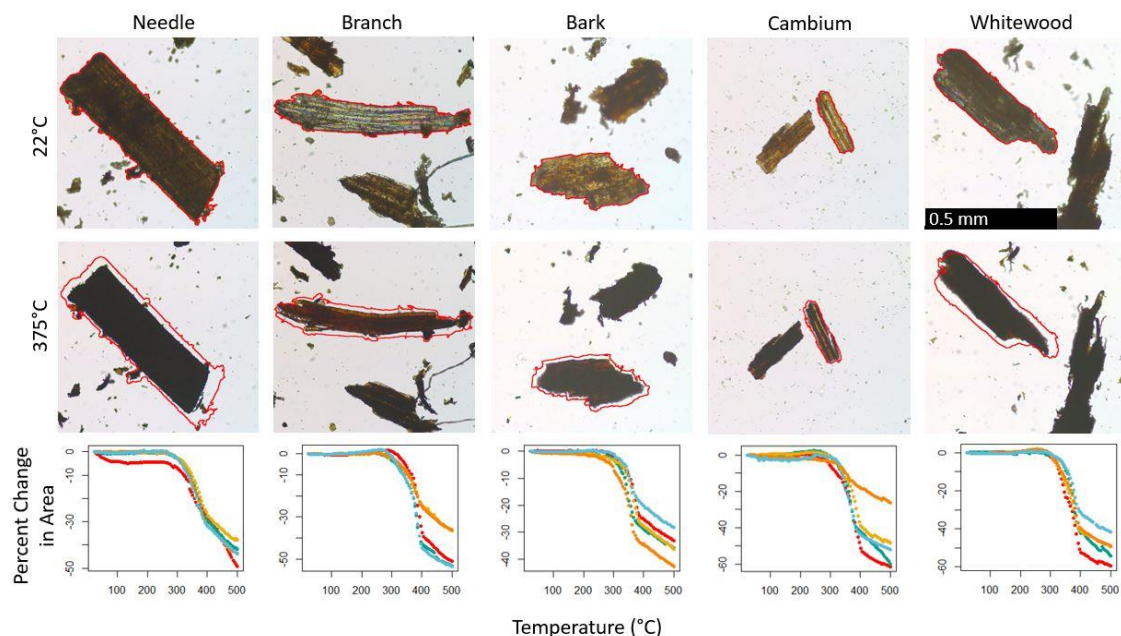 Needle Branch Bark Cambium Whitewood
22°C
0.5 mm
375°C
Percent Change
in Area
-10 -30 -50
0 -10 -30 -50
0 -10 -20 -30 -40
0 -20 -40 -60
0 -10 -30 -50 -60
100 200 300 400 500
100 200 300 400 500
100 200 300 400 500
100 200 300 400 500
100 200 300 400 500
Temperature (°C)